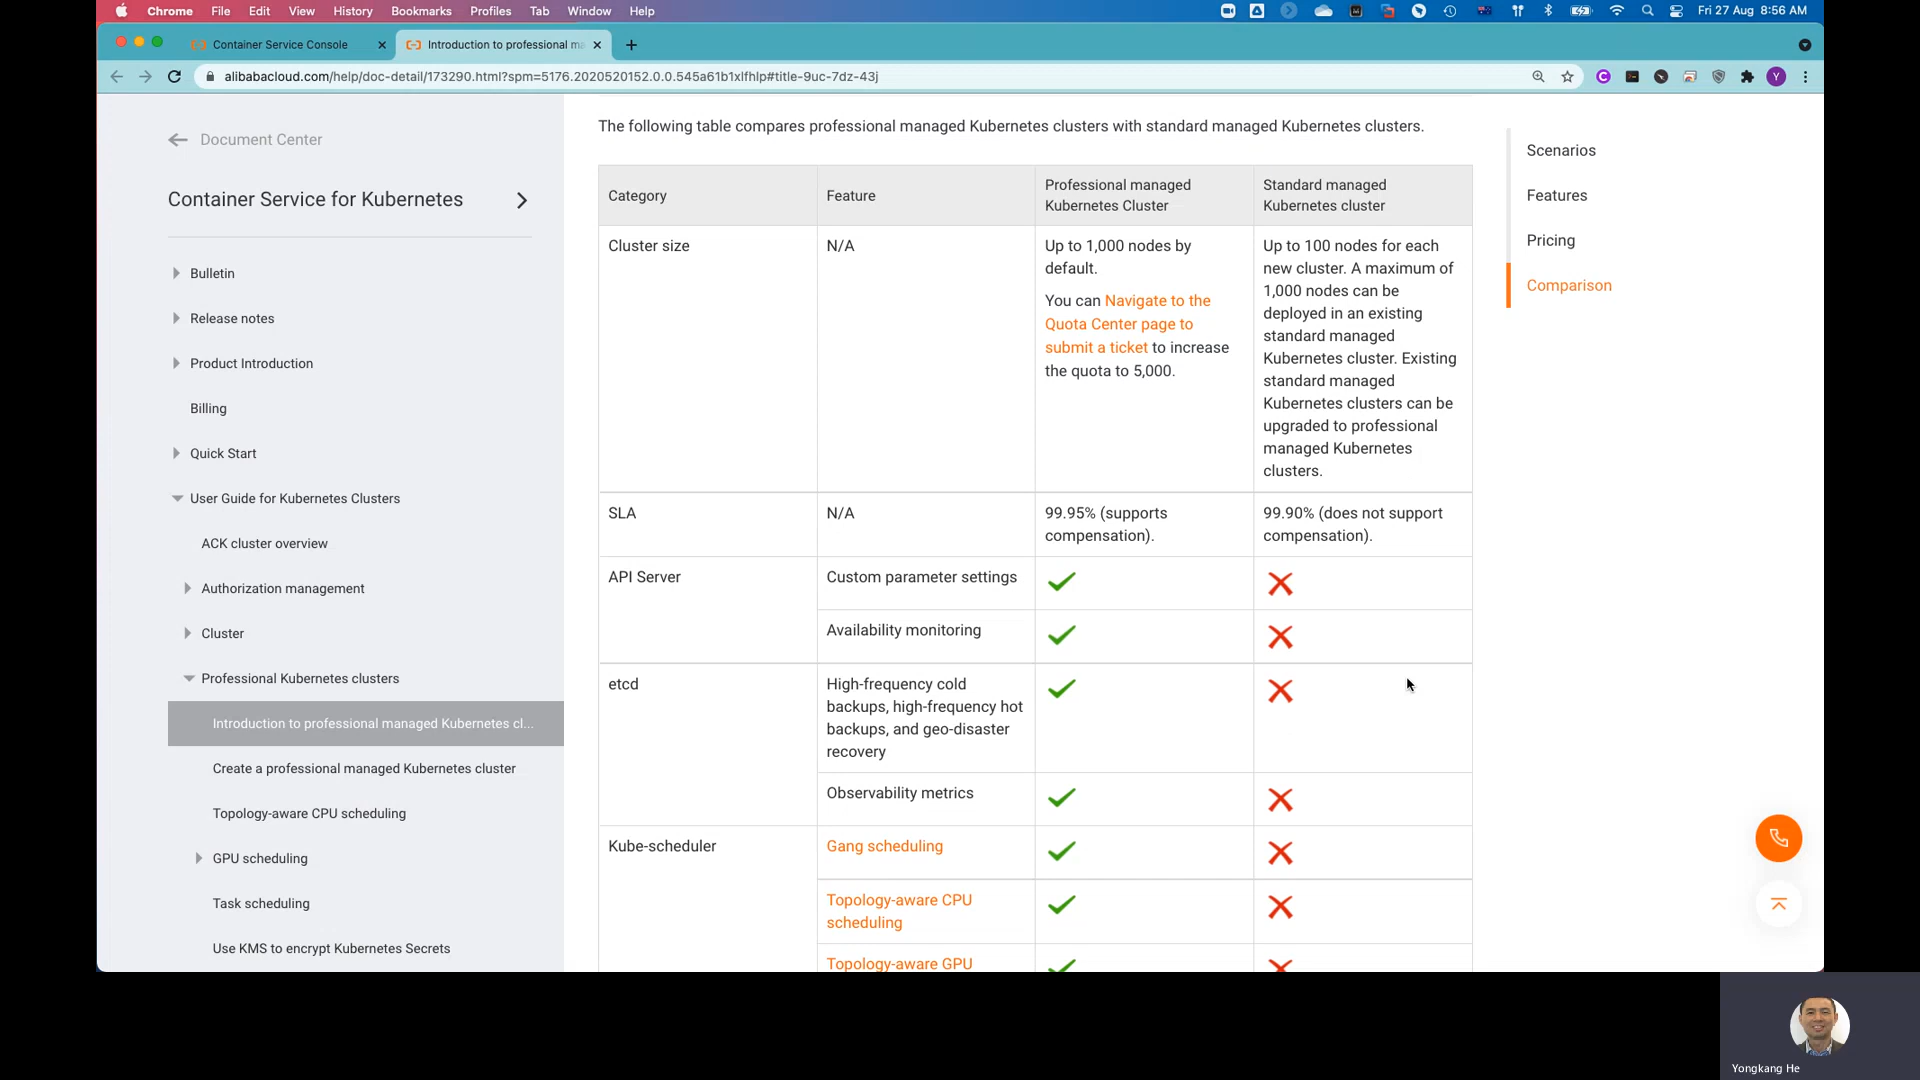 Chrome File Edit View History Bookmarks Profiles Tab Window Help Fri 27 Aug 8:56 AM
Container Service Console
Introduction to professional ma
alibabacloud.com/help/doc-detail/173290.html?spm=5176.2020520152.0.0.545a61b1xlfhlp#title-9uc-7dz-43j
Y
Document Center
Container Service for Kubernetes
Bulletin
Release notes
Product Introduction
Billing
Quick Start
User Guide for Kubernetes Clusters
ACK cluster overview
Authorization management
Cluster
Professional Kubernetes clusters
Introduction to professional managed Kubernetes cl...
Create a professional managed Kubernetes cluster
Topology-aware CPU scheduling
GPU scheduling
Task scheduling
Use KMS to encrypt Kubernetes Secrets
The following table compares professional managed Kubernetes clusters with standard managed Kubernetes clusters.
Category
Feature
Professional managed
Kubernetes Cluster
Standard managed
Kubernetes cluster
Cluster size
N/A
Up to 1,000 nodes by
default.
You can Navigate to the
Quota Center page to
submit a ticket to increase
the quota to 5,000.
Up to 100 nodes for each
new cluster. A maximum of
1,000 nodes can be
deployed in an existing
standard managed
Kubernetes cluster. Existing
standard managed
Kubernetes clusters can be
upgraded to professional
managed Kubernetes
clusters.
SLA
N/A
99.95% (supports
compensation).
99.90% (does not support
compensation).
API Server
Custom parameter settings
Availability monitoring
etcd
High-frequency cold
backups, high-frequency hot
backups, and geo-disaster
recovery
Observability metrics
Kube-scheduler
Gang scheduling
Topology-aware CPU
scheduling
Topology-aware GPU
Scenarios
Features
Pricing
Comparison
Yongkang He